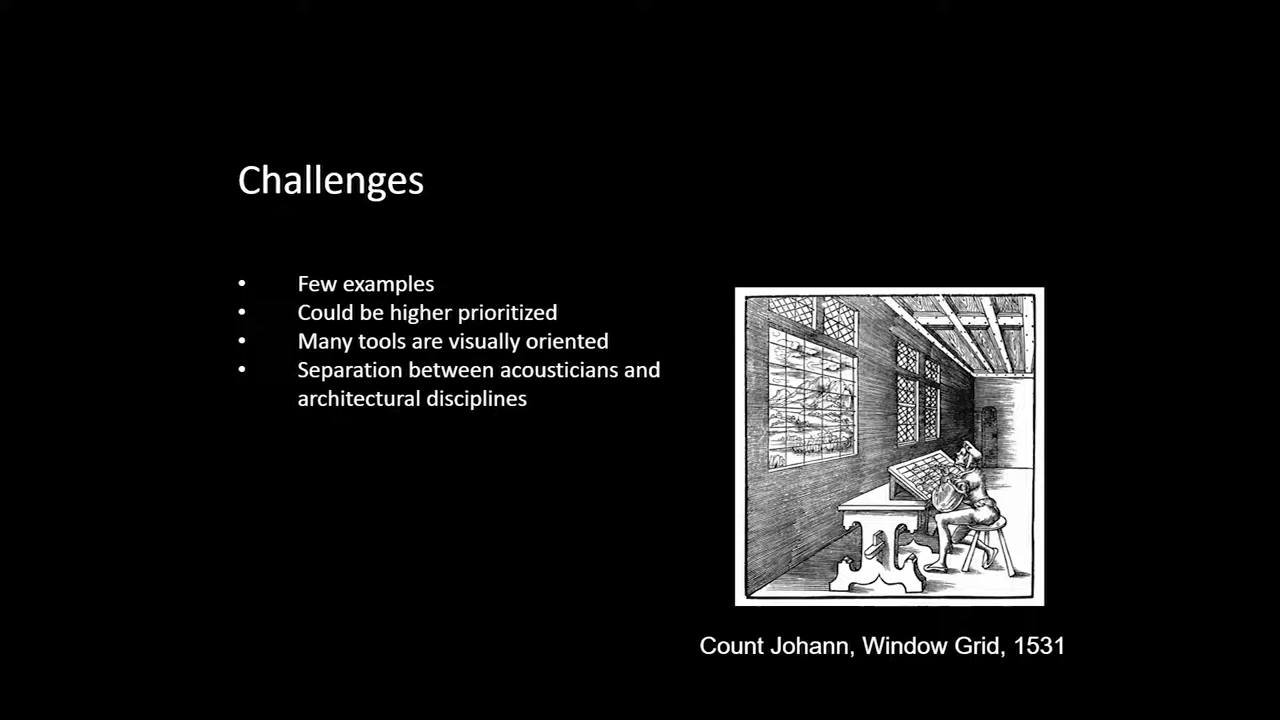 Challenges
• Few examples
• Could be higher prioritized
• Many tools are visually oriented
• Separation between acousticians and
architectural disciplines
Count Johann, Window Grid, 1531